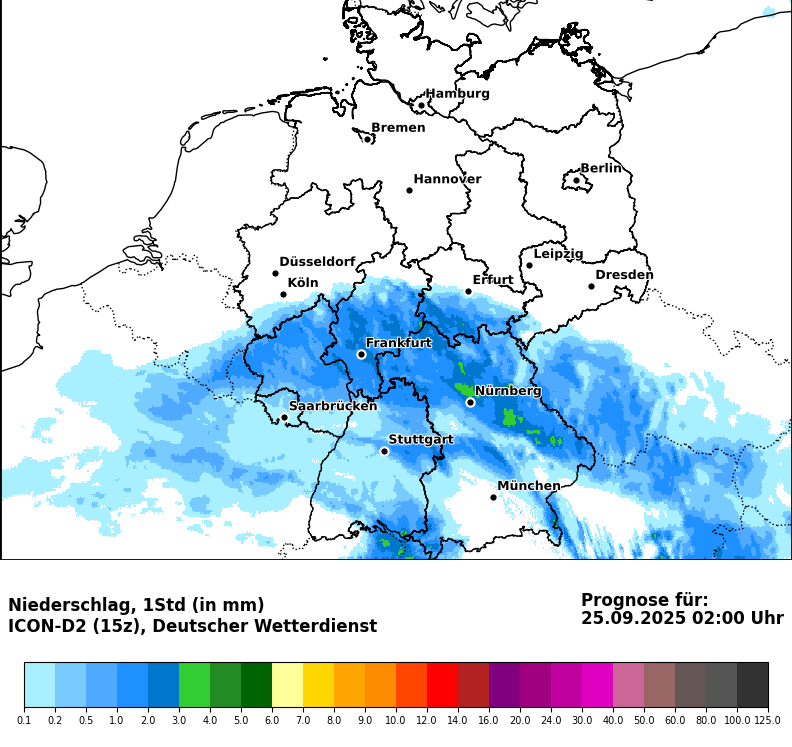 Hamburg
Bremen
Berlin
Hannover
Leipzig
Düsseldorf
Dresden
Köln
Erfurt
Frankfurt
Nürnberg
Saarbrücken
Stuttgart
München
Niederschlag, 1Std (in mm)
ICON-D2 (15z), Deutscher Wetterdienst
Prognose für:
25.09.2025 02:00 Uhr
0.1 0.2 0.5 1.0 2.0 3.0 4.0 5.0 6.0 7.0 8.0 9.0 10.0 12.0 14.0 16.0 20.0 24.0 30.0 40.0 50.0 60.0 80.0 100.0 125.0